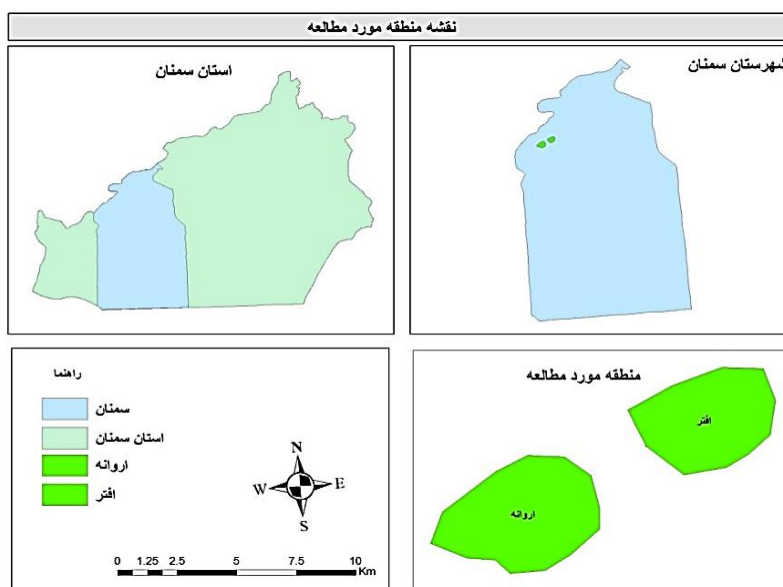 نقشه منطقه مورد مطالعه
استان سمنان
شهرستان سمنان
راهنما
سمنان
استان سمنان
اروانه
افتر
N
W E
S
0 1.25 2.5 5 7.5 10
Km
منطقه مورد مطالعه
افتر
اروانه